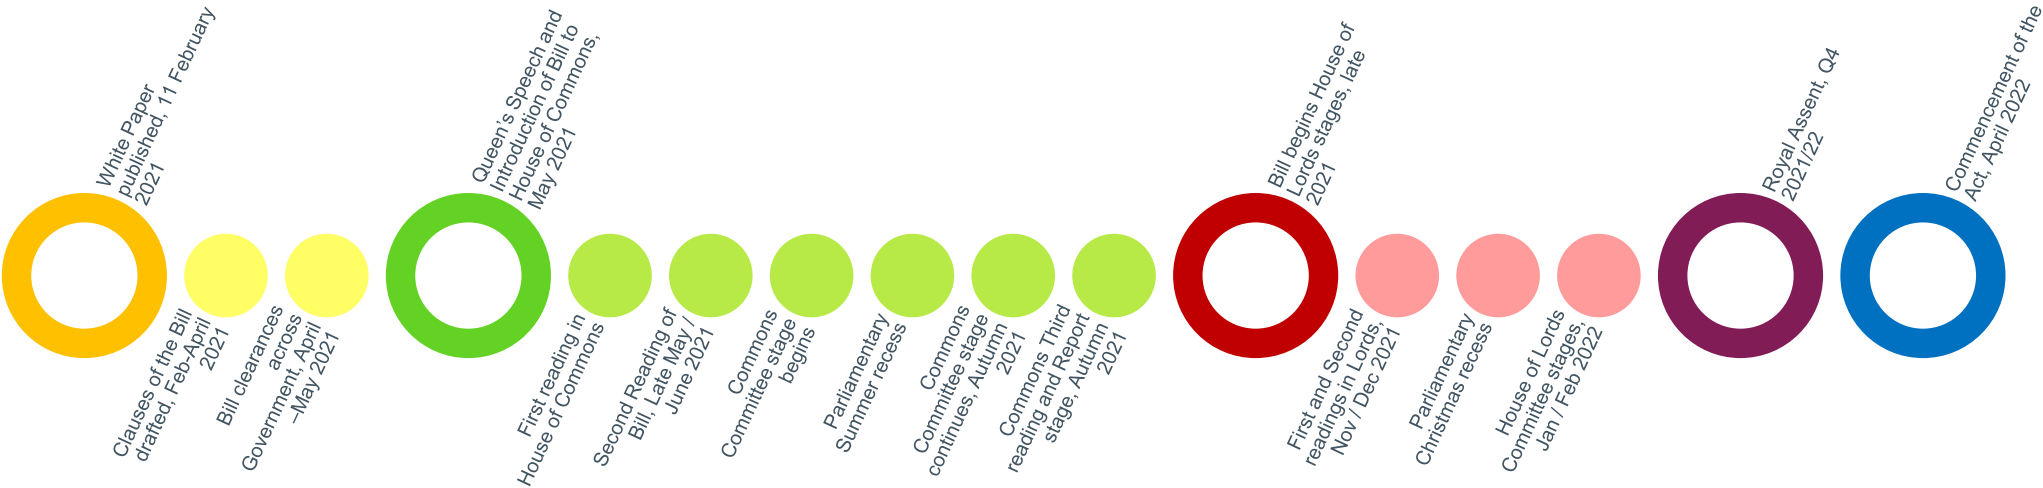 White Paper
published, 11 February
2021
Clauses of the Bill
drafted, Feb-April
2021
Bill clearances
across
Government, April
–May 2021
Queen’s Speech and
Introduction of Bill to
House of Commons,
May 2021
First reading in
House of Commons
Second Reading of
Bill, Late May /
June 2021
Commons
Committee stage
begins
Parliamentary
Summer recess
Commons
Committee stage
continues, Autumn
2021
Commons Third
reading and Report
stage, Autumn
2021
Bill begins House of
Lords stages, late
2021
First and Second
readings in Lords,
Nov / Dec 2021
Parliamentary
Christmas recess
House of Lords
Committee stages,
Jan / Feb 2022
Royal Assent, Q4
2021/22
Commencement of the
Act, April 2022